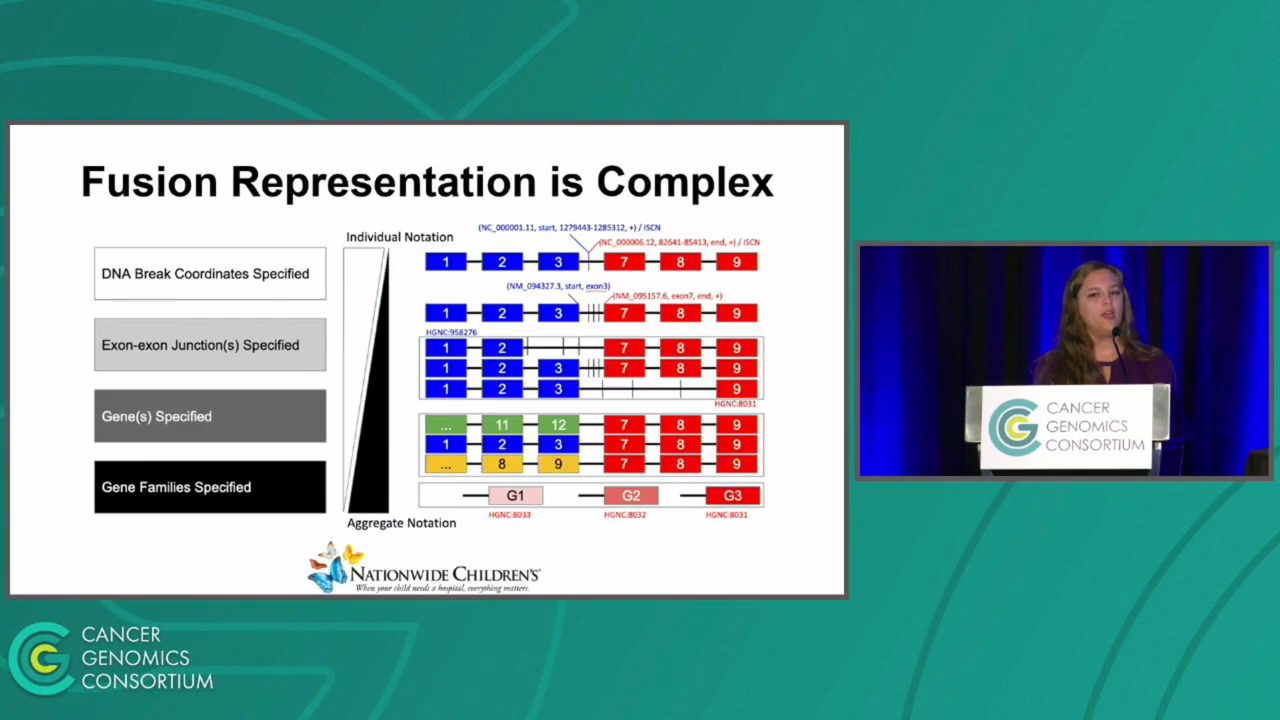 Fusion Representation is Complex
DNA Break Coordinates Specified
Exon-exon Junction(s) Specified
Gene(s) Specified
Gene Families Specified
Individual Notation
Aggregate Notation
(NC_000001.11, start, 1279443-1285312, +) / ISCN
(NC_000006.12, 82641-85413, end, +) / ISCN
1 2 3 7 8 9
(NM_094327.3, start, exon3)
(NM_095157.6, exon7, end, +)
1 2 3 7 8 9
HGNC:958276
1 2 7 8 9
1 2 3 7 8 9
1 2 3 9
HGNC:8031
... 11 12 7 8 9
1 2 3 7 8 9
... 8 9 7 8 9
G1 G2 G3
HGNC:8033 HGNC:8032 HGNC:8031
NATIONWIDE CHILDREN'S
When your child needs a hospital, everything matters.
CANCER
GENOMICS
CONSORTIUM
CANCER
GENOMICS
CONSORTIUM